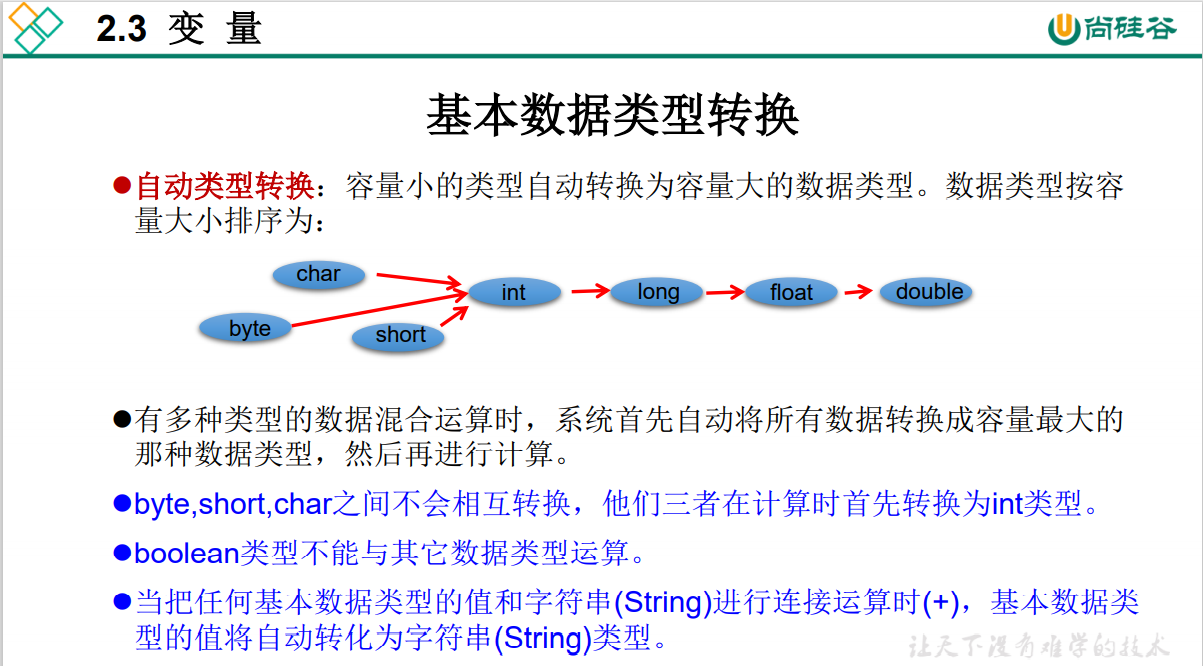 2.3 变 量
尚硅谷
基本数据类型转换
●自动类型转换：容量小的类型自动转换为容量大的数据类型。数据类型按容
量大小排序为：
char
int
long
float
double
byte
short
●有多种类型的数据混合运算时，系统首先自动将所有数据转换成容量最大的
那种数据类型，然后再进行计算。
●byte,short,char之间不会相互转换，他们三者在计算时首先转换为int类型。
●boolean类型不能与其它数据类型运算。
●当把任何基本数据类型的值和字符串(String)进行连接运算时(+)，基本数据类
型的值将自动转化为字符串(String)类型。
让天下没有难学的技术